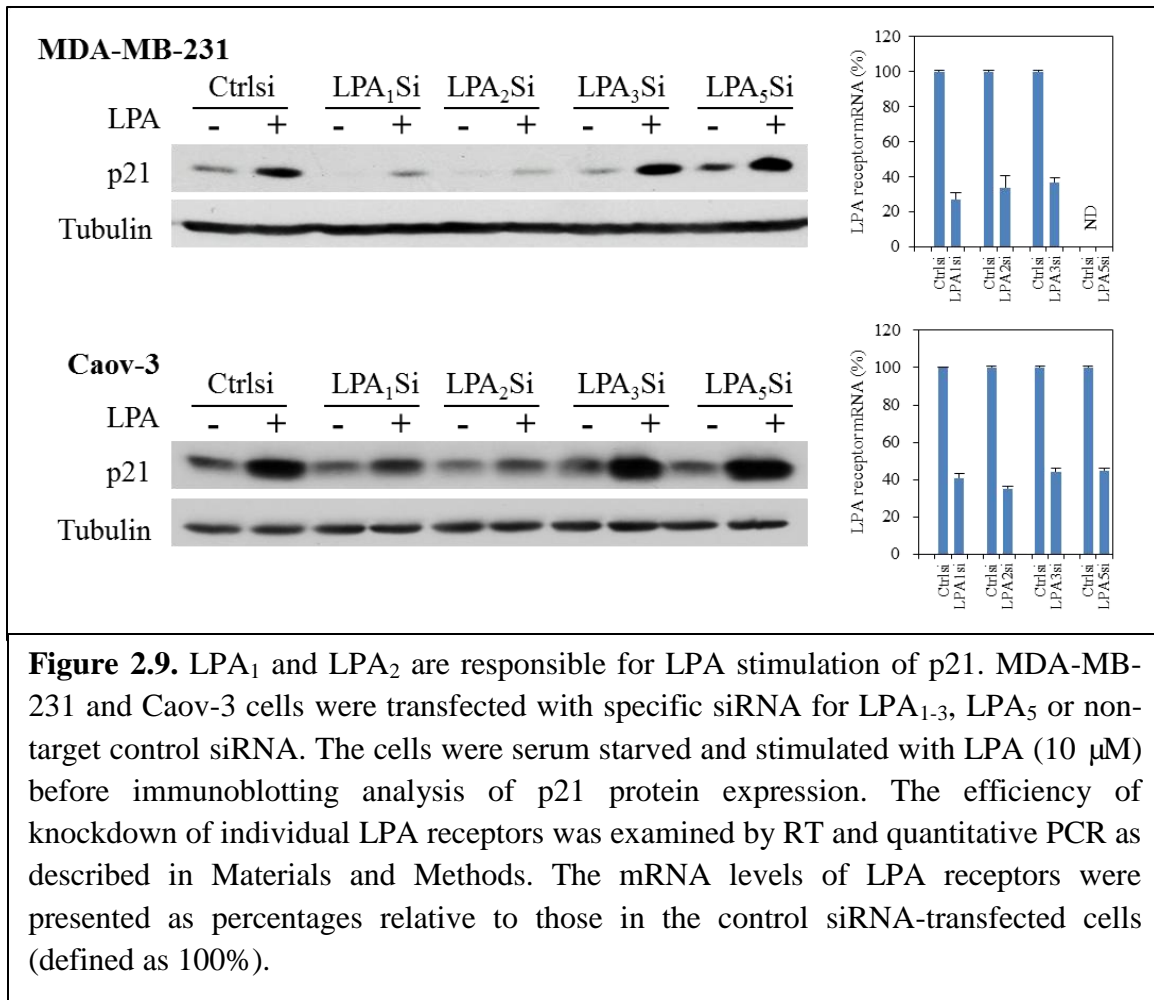 MDA-MB-231
Ctrlsi LPA₁Si LPA₂Si LPA₃Si LPA₅Si
LPA - + - + - + - + - +
p21
Tubulin
LPA receptor mRNA (%)
120
100
80
60
40
20
0
ND
Ctrlsi
LPA1si
Ctrlsi
LPA2si
Ctrlsi
LPA3si
Ctrlsi
LPA5si
Caov-3
Ctrlsi LPA₁Si LPA₂Si LPA₃Si LPA₅Si
LPA - + - + - + - + - +
p21
Tubulin
LPA receptor mRNA (%)
120
100
80
60
40
20
0
Ctrlsi
LPA1si
Ctrlsi
LPA2si
Ctrlsi
LPA3si
Ctrlsi
LPA5si
Figure 2.9. LPA₁ and LPA₂ are responsible for LPA stimulation of p21. MDA-MB-
231 and Caov-3 cells were transfected with specific siRNA for LPA₁₋₃, LPA₅ or non-
target control siRNA. The cells were serum starved and stimulated with LPA (10 μM)
before immunoblotting analysis of p21 protein expression. The efficiency of
knockdown of individual LPA receptors was examined by RT and quantitative PCR as
described in Materials and Methods. The mRNA levels of LPA receptors were
presented as percentages relative to those in the control siRNA-transfected cells
(defined as 100%).